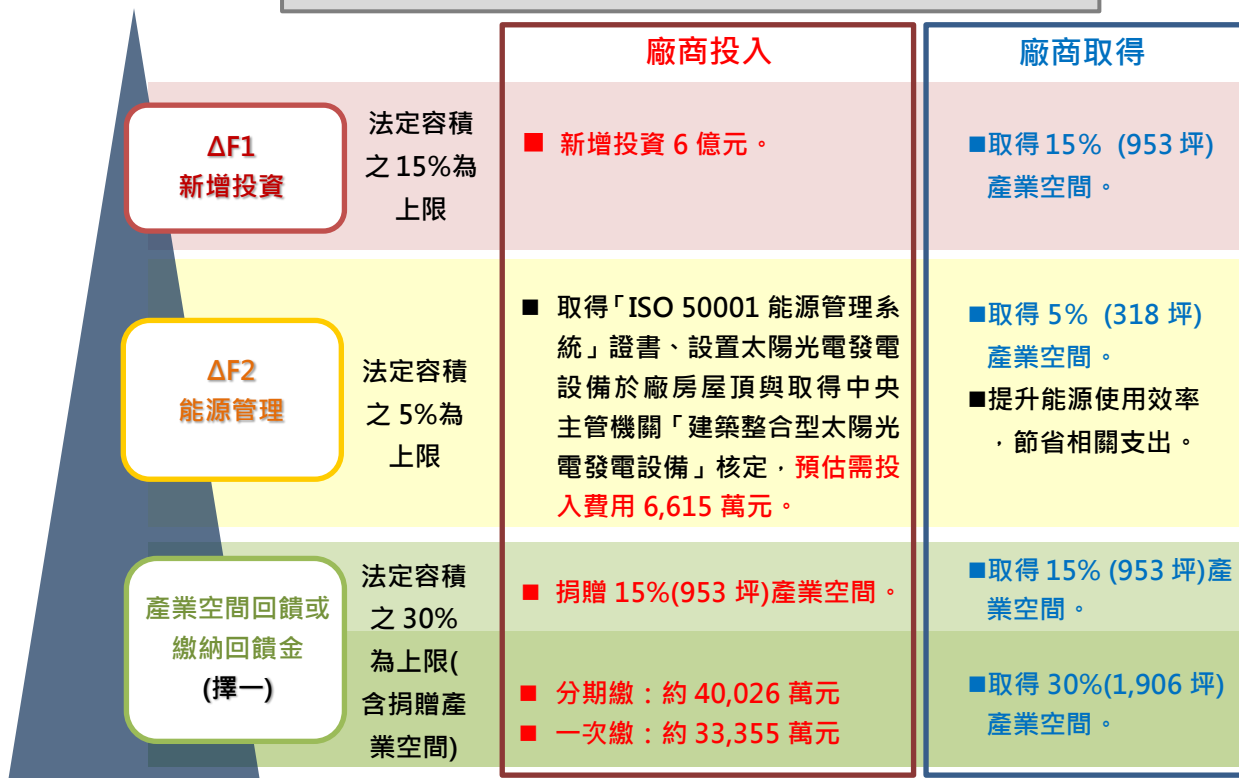 廠商投入
廠商取得
ΔF1
新增投資
法定容積
之 15%為
上限
■ 新增投資 6 億元。
■取得 15% (953 坪)
產業空間。
ΔF2
能源管理
法定容積
之 5%為
上限
■ 取得「ISO 50001 能源管理系
統」證書、設置太陽光電發電
設備於廠房屋頂與取得中央
主管機關「建築整合型太陽光
電發電設備」核定，預估需投
入費用 6,615 萬元。
■取得 5% (318 坪)
產業空間。
■提升能源使用效率
，節省相關支出。
產業空間回饋或
繳納回饋金
(擇一)
法定容積
之 30%
為上限(
含捐贈產
業空間)
■ 捐贈 15%(953 坪)產業空間。
■取得 15% (953 坪)產
業空間。
■ 分期繳：約 40,026 萬元
■ 一次繳：約 33,355 萬元
■取得 30%(1,906 坪)
產業空間。